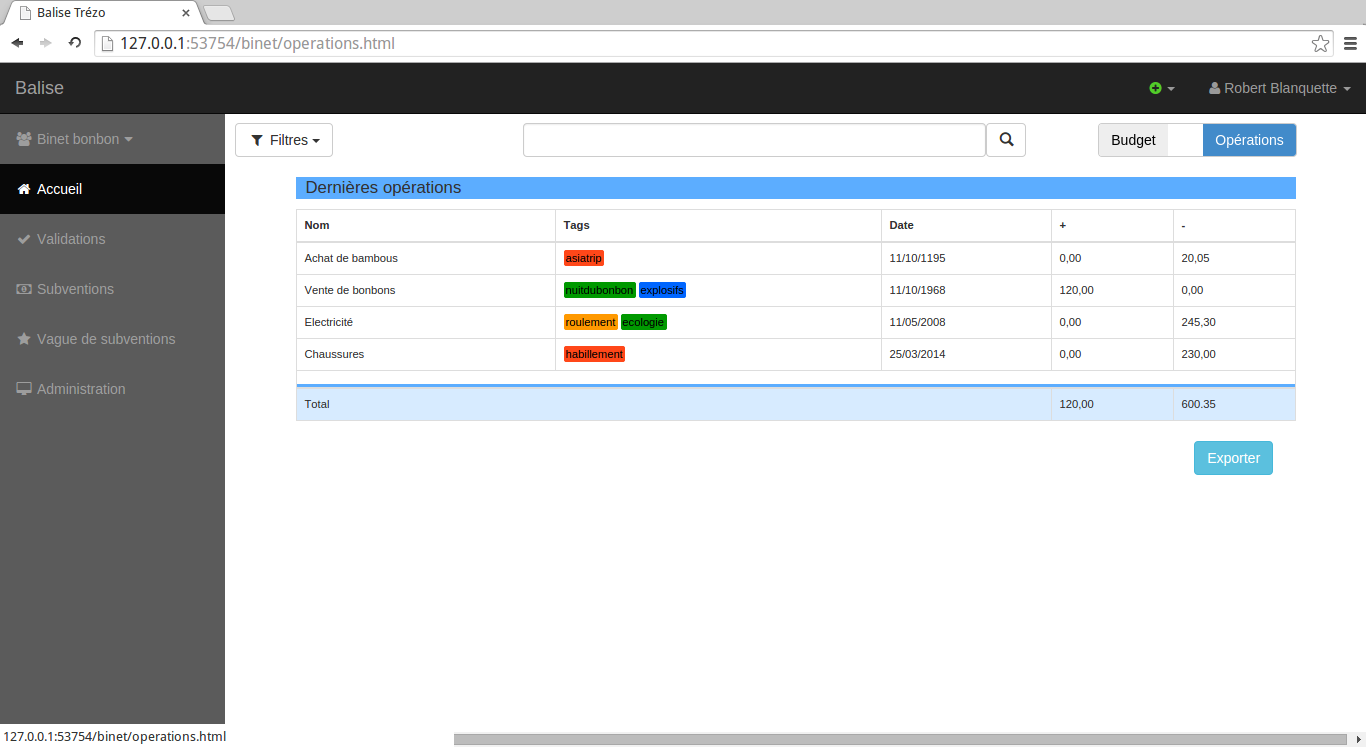 Balise Trézo
127.0.0.1:53754/binet/operations.html
Balise
Robert Blanquette
Binet bonbon
Accueil
Validations
Subventions
Vague de subventions
Administration
Filtres
Budget
Opérations
Dernières opérations
Nom Tags Date + -
Achat de bambous asiatrip 11/10/1195 0,00 20,05
Vente de bonbons nuitdubonbon explosifs 11/10/1968 120,00 0,00
Electricité roulement ecologie 11/05/2008 0,00 245,30
Chaussures habillement 25/03/2014 0,00 230,00
Total 120,00 600.35
Exporter
127.0.0.1:53754/binet/operations.html